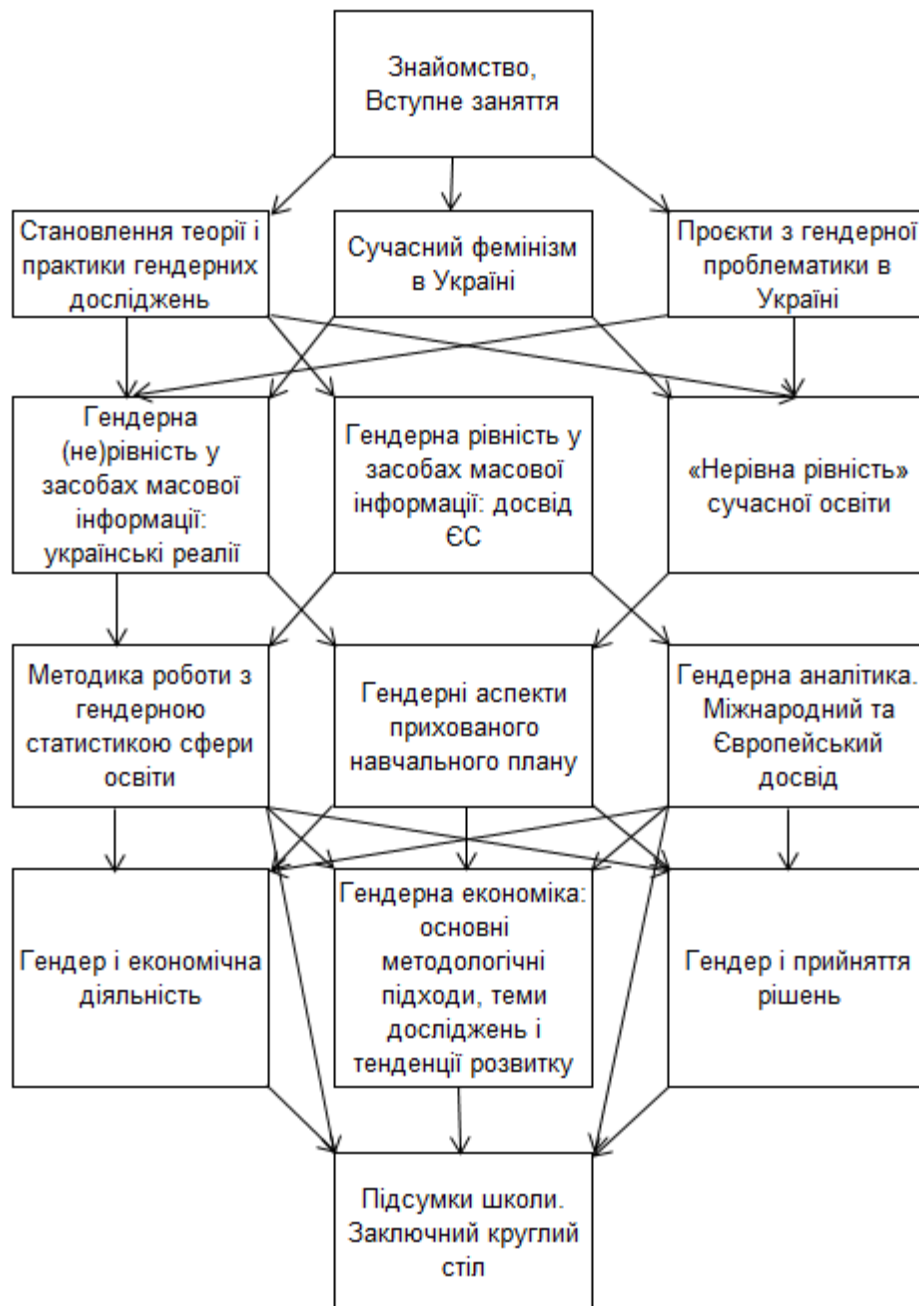 Знайомство,
Вступне заняття
Становлення теорії і
практики гендерних
досліджень
Сучасний фемінізм
в Україні
Проєкти з гендерної
проблематики в
Україні
Гендерна
(не)рівність у
засобах масової
інформації:
українські реалії
Гендерна рівність у
засобах масової
інформації: досвід
ЄС
«Нерівна рівність»
сучасної освіти
Методика роботи з
гендерною
статистикою сфери
освіти
Гендерні аспекти
прихованого
навчального плану
Гендерна аналітика.
Міжнародний та
Європейський
досвід
Гендер і економічна
діяльність
Гендерна економіка:
основні
методологічні
підходи, теми
досліджень і
тенденції розвитку
Гендер і прийняття
рішень
Підсумки школи.
Заключний круглий
стіл